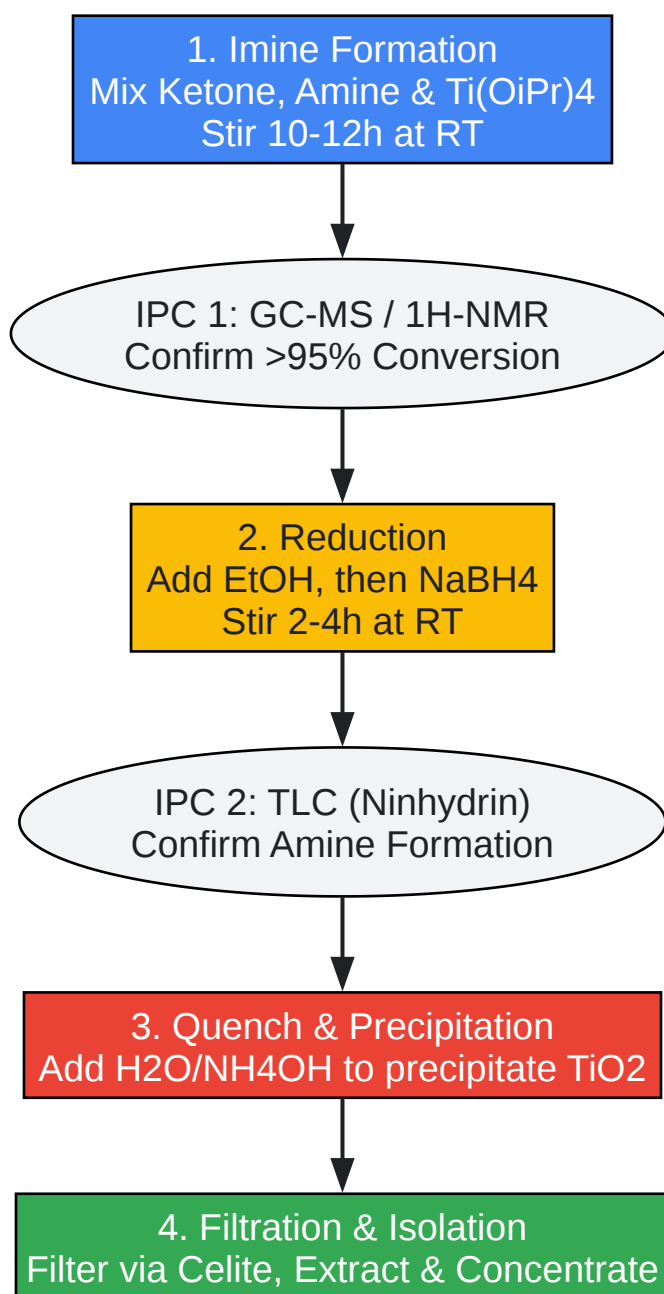 1. Imine Formation
Mix Ketone, Amine & Ti(OiPr)4
Stir 10-12h at RT
IPC 1: GC-MS / 1H-NMR
Confirm >95% Conversion
2. Reduction
Add EtOH, then NaBH4
Stir 2-4h at RT
IPC 2: TLC (Ninhydrin)
Confirm Amine Formation
3. Quench & Precipitation
Add H2O/NH4OH to precipitate TiO2
4. Filtration & Isolation
Filter via Celite, Extract & Concentrate